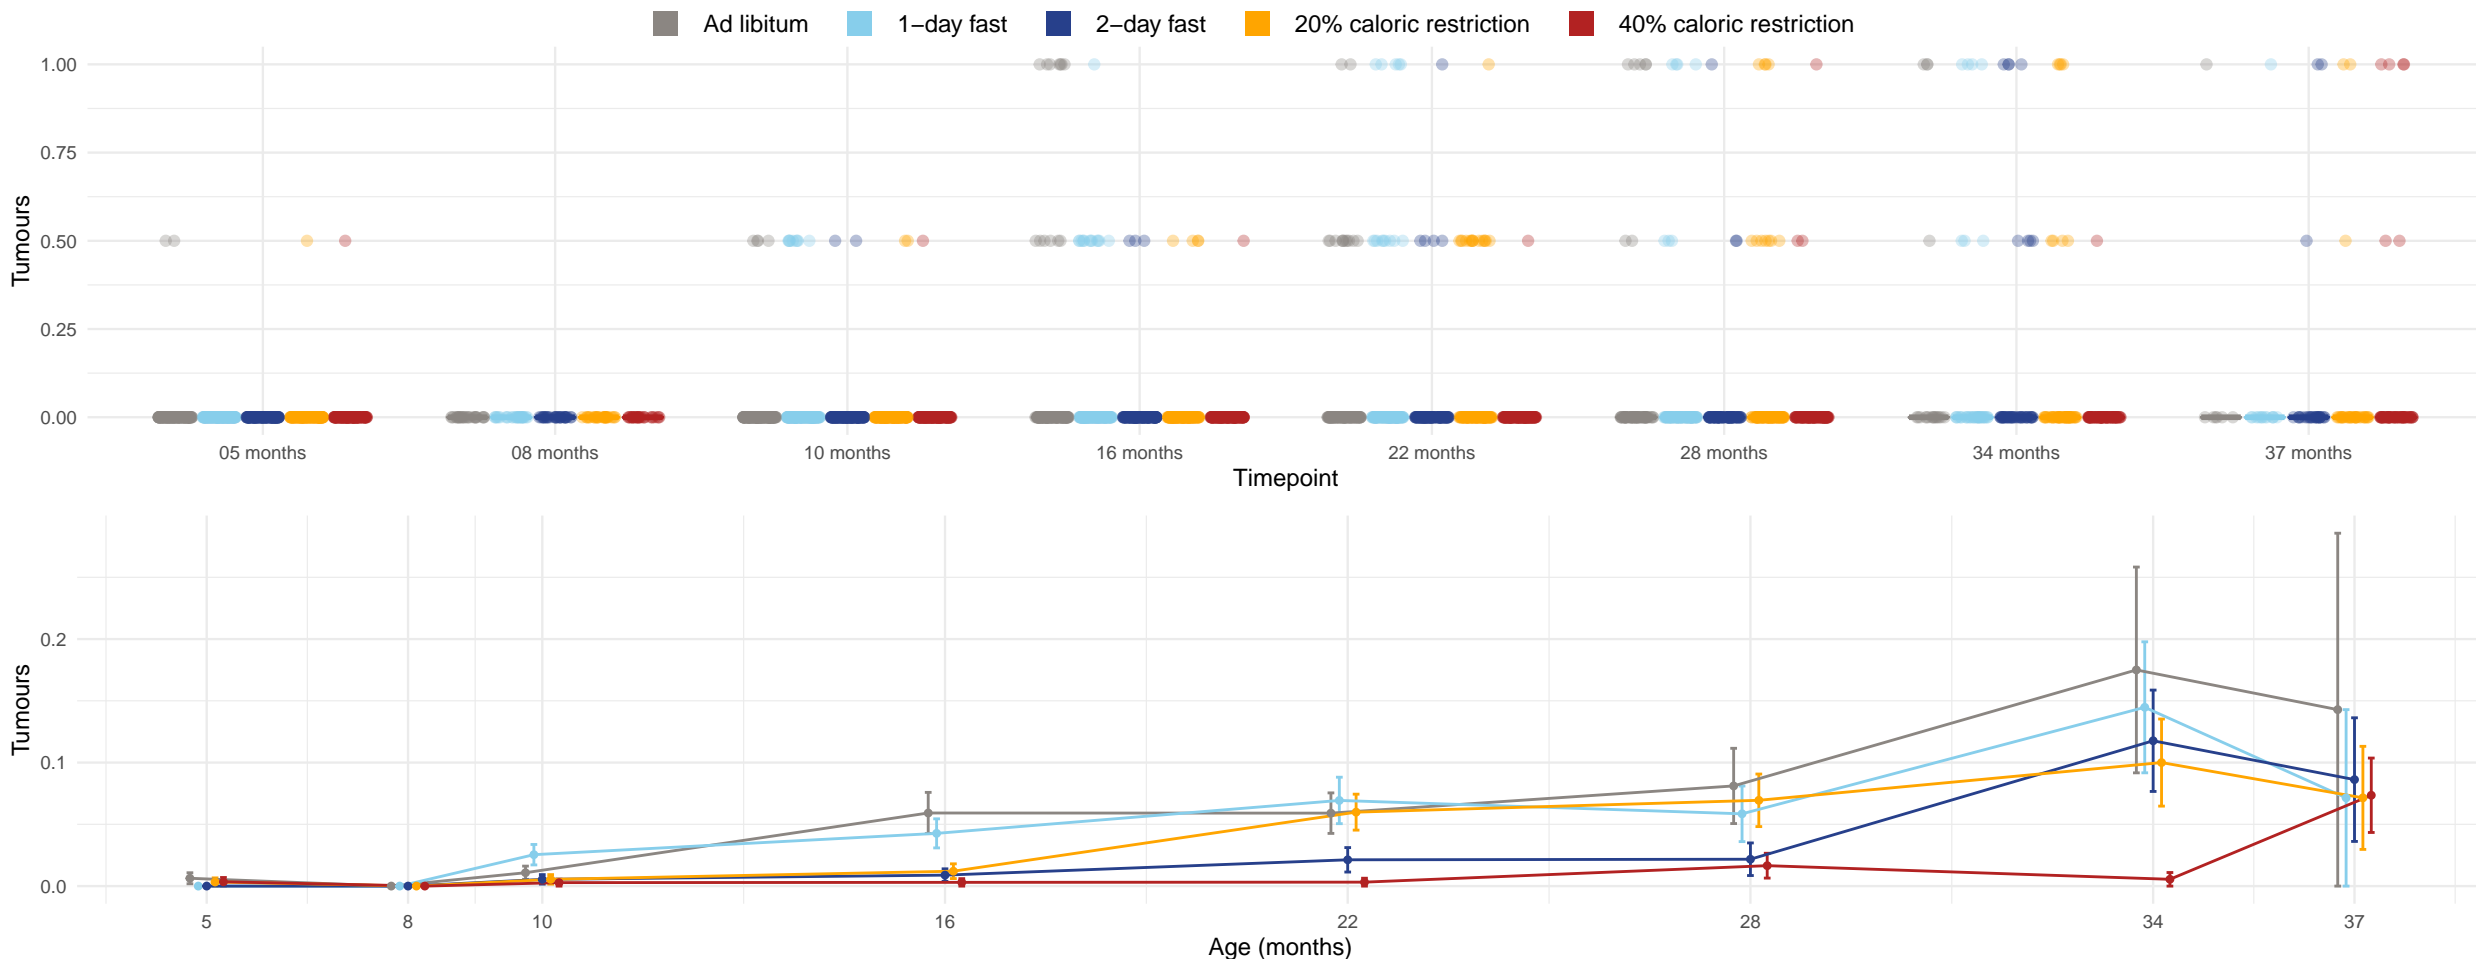 Ad libitum 1−day fast 2−day fast 20% caloric restriction 40% caloric restriction
1.00
0.75
0.50
0.25
0.00
Tumours
05 months 08 months 10 months 16 months 22 months 28 months 34 months 37 months
Timepoint
0.2
0.1
0.0
Tumours
5 8 10 16 22 28 34 37
Age (months)